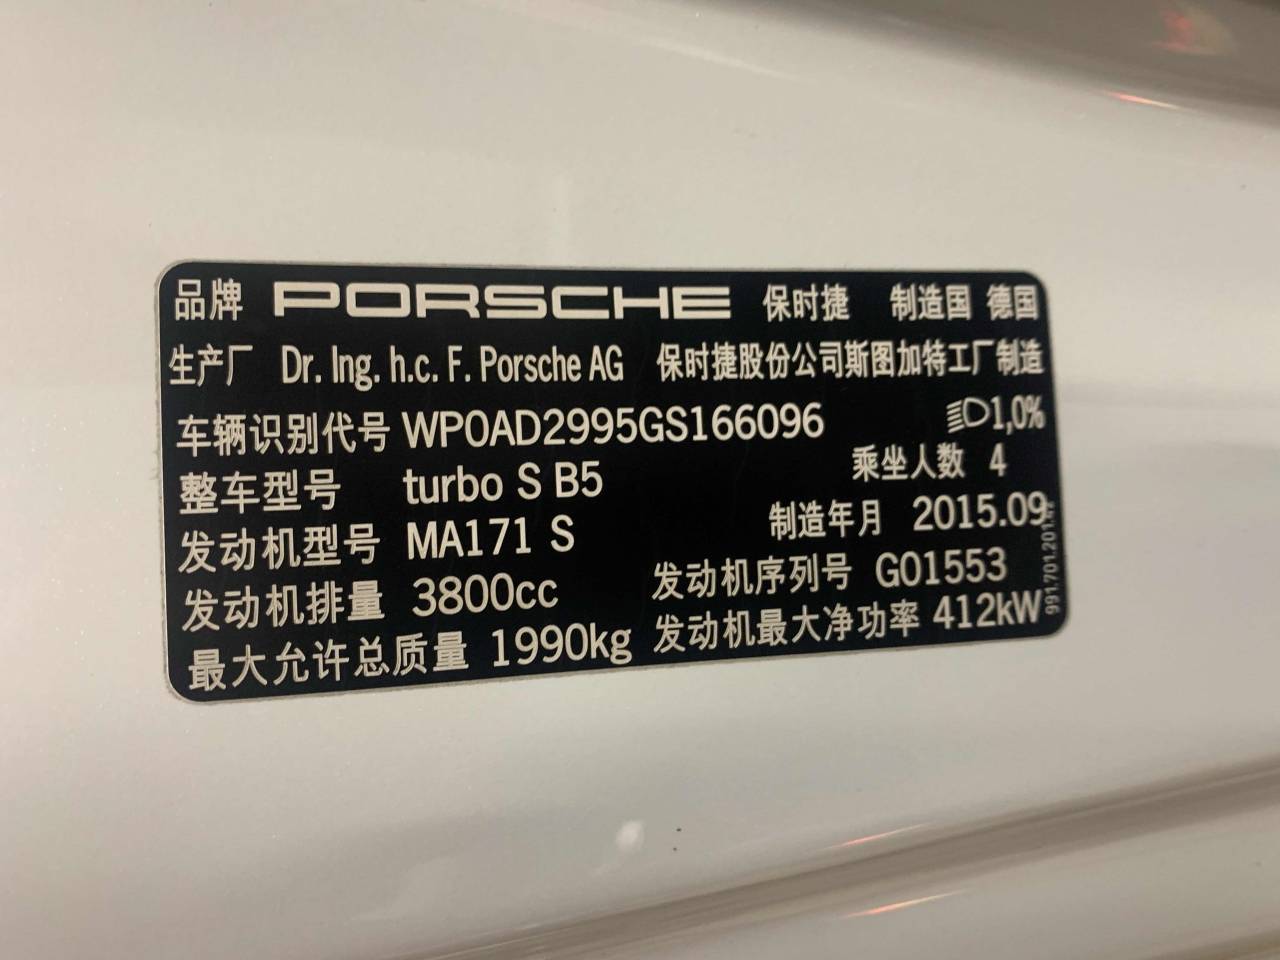 品牌 PORSCHE 保时捷 制造国 德国
生产厂 Dr. Ing. h.c. F. Porsche AG 保时捷股份公司斯图加特工厂制造
车辆识别代号 WP0AD2995GS166096 1,0%
整车型号 turbo S B5 乘坐人数 4
发动机型号 MA171 S 制造年月 2015.09
发动机排量 3800cc 发动机序列号 G01553
最大允许总质量 1990kg 发动机最大净功率 412kW
991.701.201.